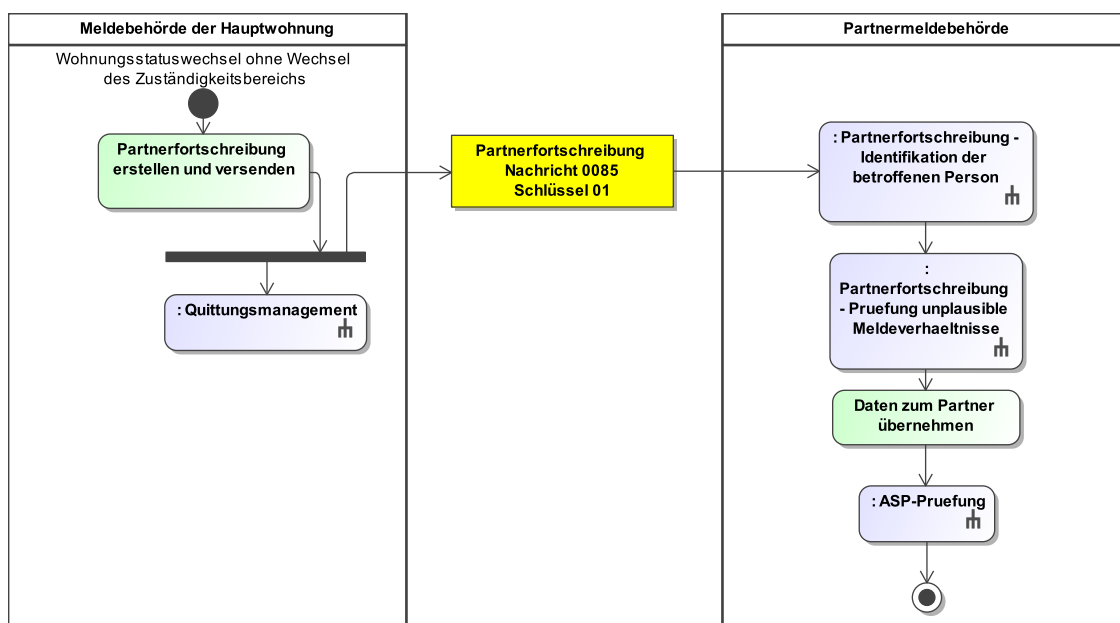 Meldebehörde der Hauptwohnung
Partnermeldebehörde
Wohnungsstatuswechsel ohne Wechsel
des Zuständigkeitsbereichs
Partnerfortschreibung
erstellen und versenden
: Quittungsmanagement
Partnerfortschreibung
Nachricht 0085
Schlüssel 01
: Partnerfortschreibung -
Identifikation der
betroffenen Person
:
Partnerfortschreibung
- Pruefung unplausible
Meldeverhaeltnisse
Daten zum Partner
übernehmen
: ASP-Pruefung